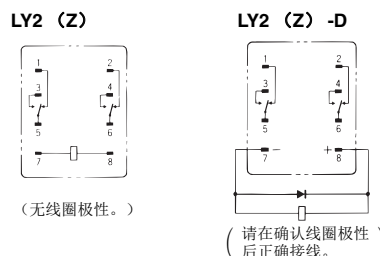 LY2 （Z）
1 2
3 4
5 6
7 8
（无线圈极性。）
LY2 （Z） -D
1 2
3 4
5 6
7 − + 8
（请在确认线圈极性
后正确接线。）